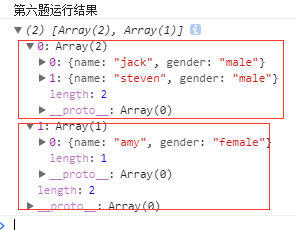 第六题运行结果
(2) [Array(2), Array(1)] i
0: Array(2)
0: {name: "jack", gender: "male"}
1: {name: "steven", gender: "male"}
length: 2
__proto__: Array(0)
1: Array(1)
0: {name: "amy", gender: "female"}
length: 1
__proto__: Array(0)
length: 2
__proto__: Array(0)